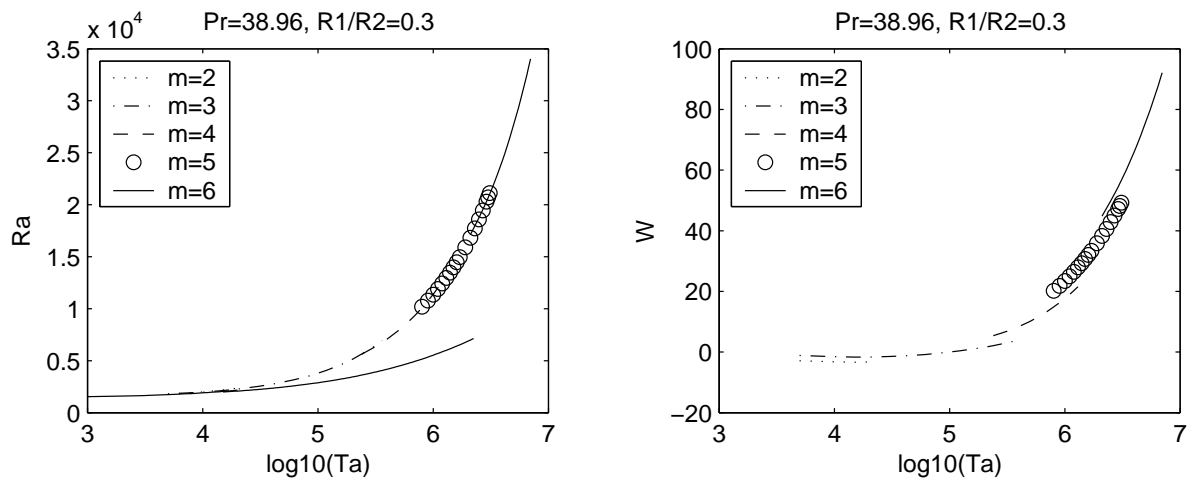 Pr=38.96, R1/R2=0.3
x 10^4
3.5
3
2.5
2
1.5
1
0.5
0
Ra
m=2
m=3
m=4
m=5
m=6
3 4 5 6 7
log10(Ta)
Pr=38.96, R1/R2=0.3
100
80
60
40
20
0
−20
W
m=2
m=3
m=4
m=5
m=6
3 4 5 6 7
log10(Ta)